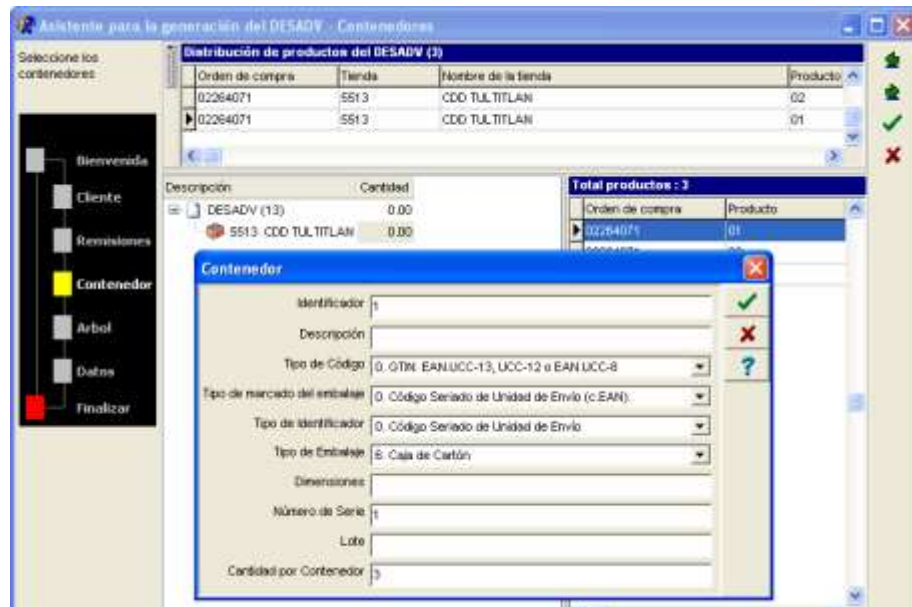 Asistente para la generación del DESADV - Contenedores
Seleccione los
contenedores
Distribución de productos del DESADV (3)
Orden de compra Tienda Nombre de la tienda Producto
02264071 5513 CDD TULTITLAN 02
02264071 5513 CDD TULTITLAN 01
Bienvenida
Cliente
Remisiones
Contenedor
Arbol
Datos
Finalizar
Descripción Cantidad
DESADV (13) 0.00
5513 CDD TULTITLAN 0.00
Total productos : 3
Orden de compra Producto
02264071 01
Contenedor
Identificador 1
Descripción
Tipo de Código 0. GTIN. EAN.UCC-13, UCC-12 o EAN.UCC-8
Tipo de marcado del embalaje 0. Código Seriado de Unidad de Envío (c.EAN).
Tipo de Identificador 0. Código Seriado de Unidad de Envío
Tipo de Embalaje 6. Caja de Cartón
Dimensiones
Número de Serie 1
Lote
Cantidad por Contenedor 3